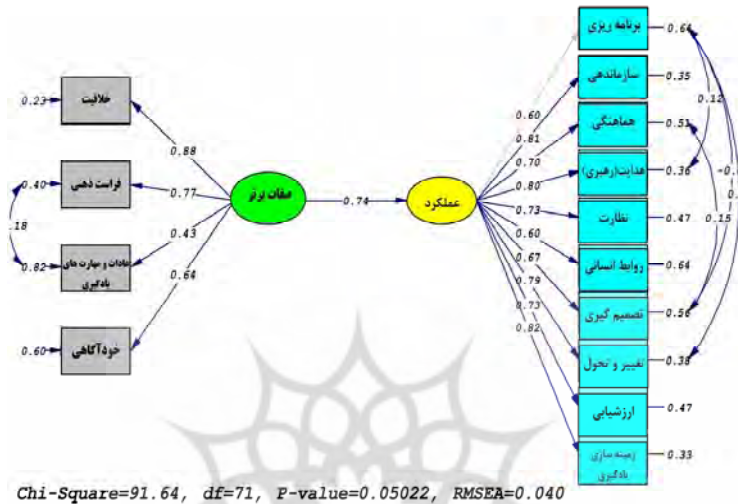 خلاقیت
فراست ذهنی
عادات و مهارت های
یادگیری
خودآگاهی
0.23
0.40
0.82
0.60
.18
0.88
0.77
0.43
0.64
صفات برتر
0.74
عملکرد
0.60
0.81
0.70
0.80
0.73
0.60
0.67
0.79
0.73
0.82
برنامه ریزی
سازماندهی
هماهنگی
هدایت(رهبری)
نظارت
روابط انسانی
تصمیم گیری
تغییر و تحول
ارزشیابی
زمینه سازی
یادگیری
0.64
0.35
0.51
0.36
0.47
0.64
0.56
0.38
0.47
0.33
0.12
0.15
Chi-Square=91.64, df=71, P-value=0.05022, RMSEA=0.040